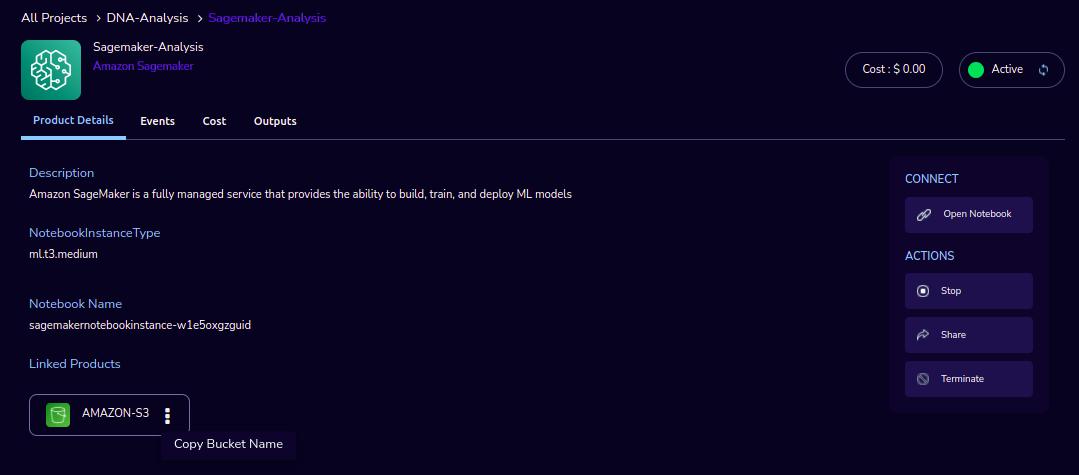 All Projects > DNA-Analysis > Sagemaker-Analysis
Sagemaker-Analysis
Amazon Sagemaker
Cost : $ 0.00
Active
Product Details
Events
Cost
Outputs
Description
Amazon SageMaker is a fully managed service that provides the ability to build, train, and deploy ML models
NotebookInstanceType
ml.t3.medium
Notebook Name
sagemakernotebookinstance-w1e5oxgzguid
Linked Products
AMAZON-S3
Copy Bucket Name
CONNECT
Open Notebook
ACTIONS
Stop
Share
Terminate